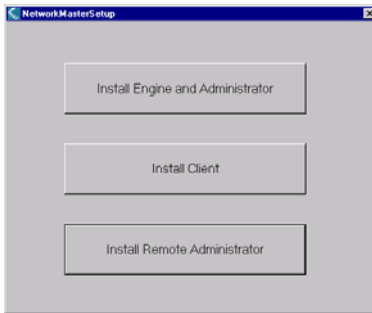 NetworkMasterSetup
Install Engine and Administrator
Install Client
Install Remote Administrator